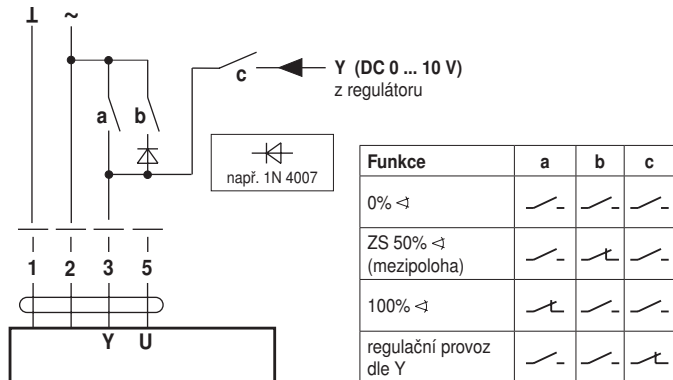 ⊥ ~
Y (DC 0 ... 10 V)
z regulátoru
c
a b
např. 1N 4007
1 2 3 5
Y U
Funkce a b c
0% ∢
ZS 50% ∢
(mezipoloha)
100% ∢
regulační provoz
dle Y